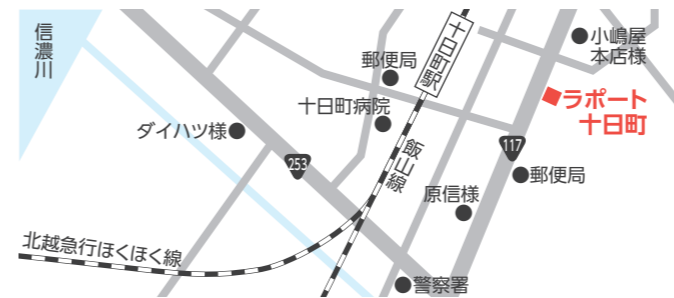 信濃川
小嶋屋
本店様
十日町駅
郵便局
ラポート
十日町
十日町病院
ダイハツ様
117
飯山線
253
郵便局
原信様
北越急行ほくほく線
警察署